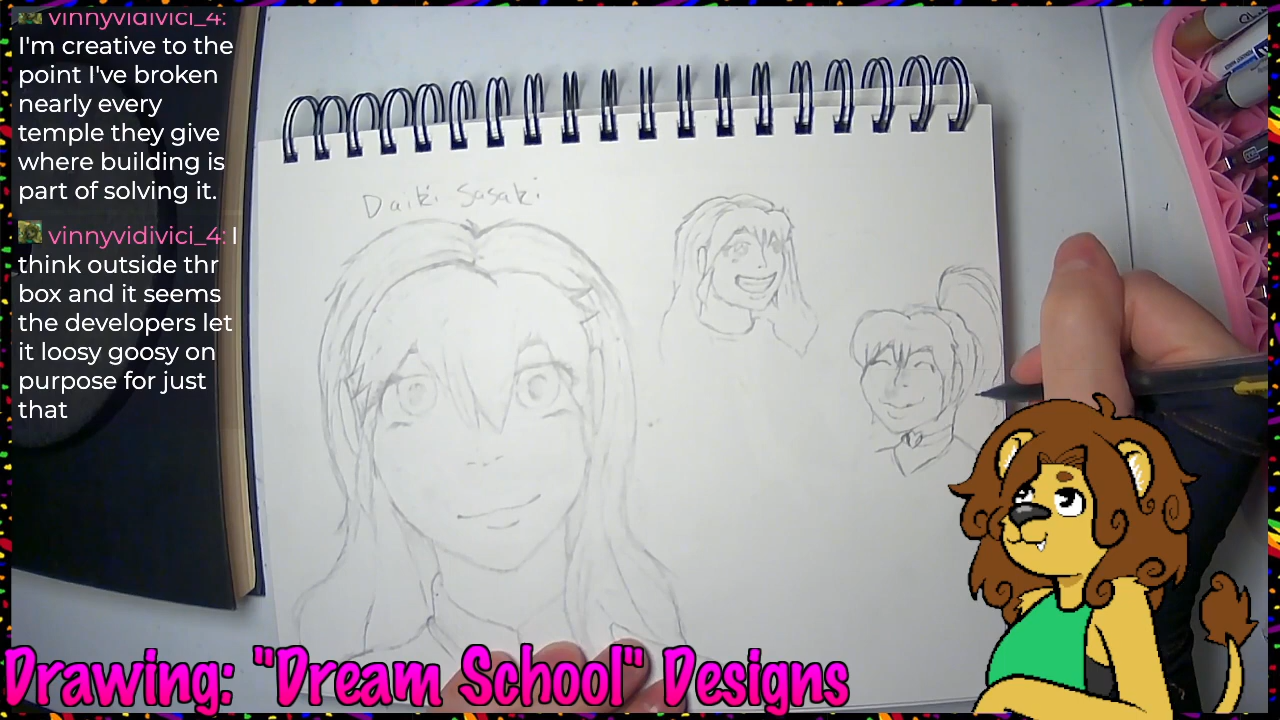 vinnyvidivici_4:
I'm creative to the
point I've broken
nearly every
temple they give
where building is
part of solving it.
vinnyvidivici_4: I
think outside thr
box and it seems
the developers let
it loosy goosy on
purpose for just
that
Daiki Sasaki
Drawing: "Dream School" Designs